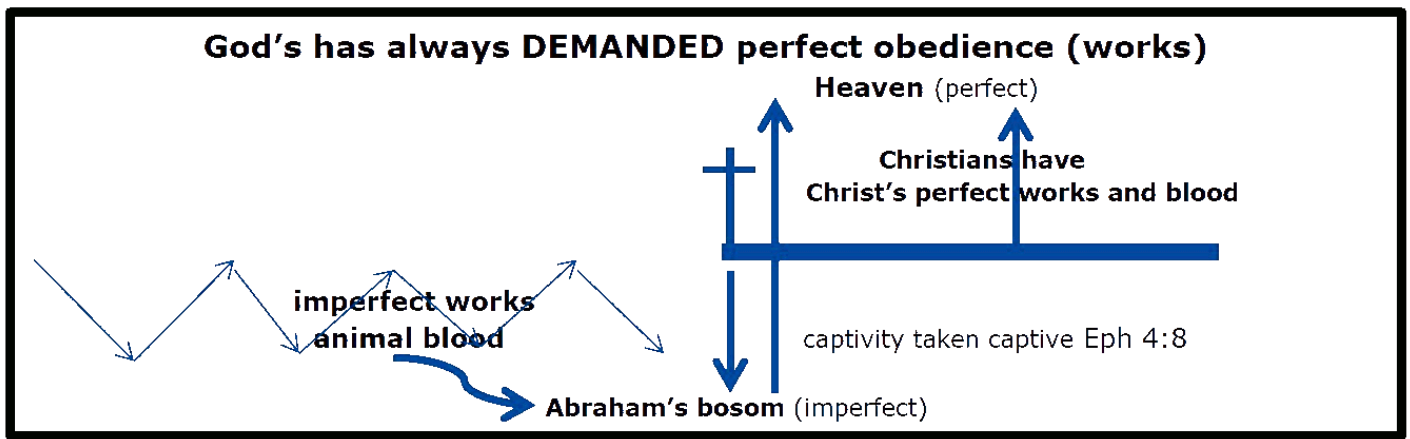 God's has always DEMANDED perfect obedience (works)
Heaven (perfect)
Christians have
Christ's perfect works and blood
imperfect works
animal blood
captivity taken captive Eph 4:8
Abraham's bosom (imperfect)